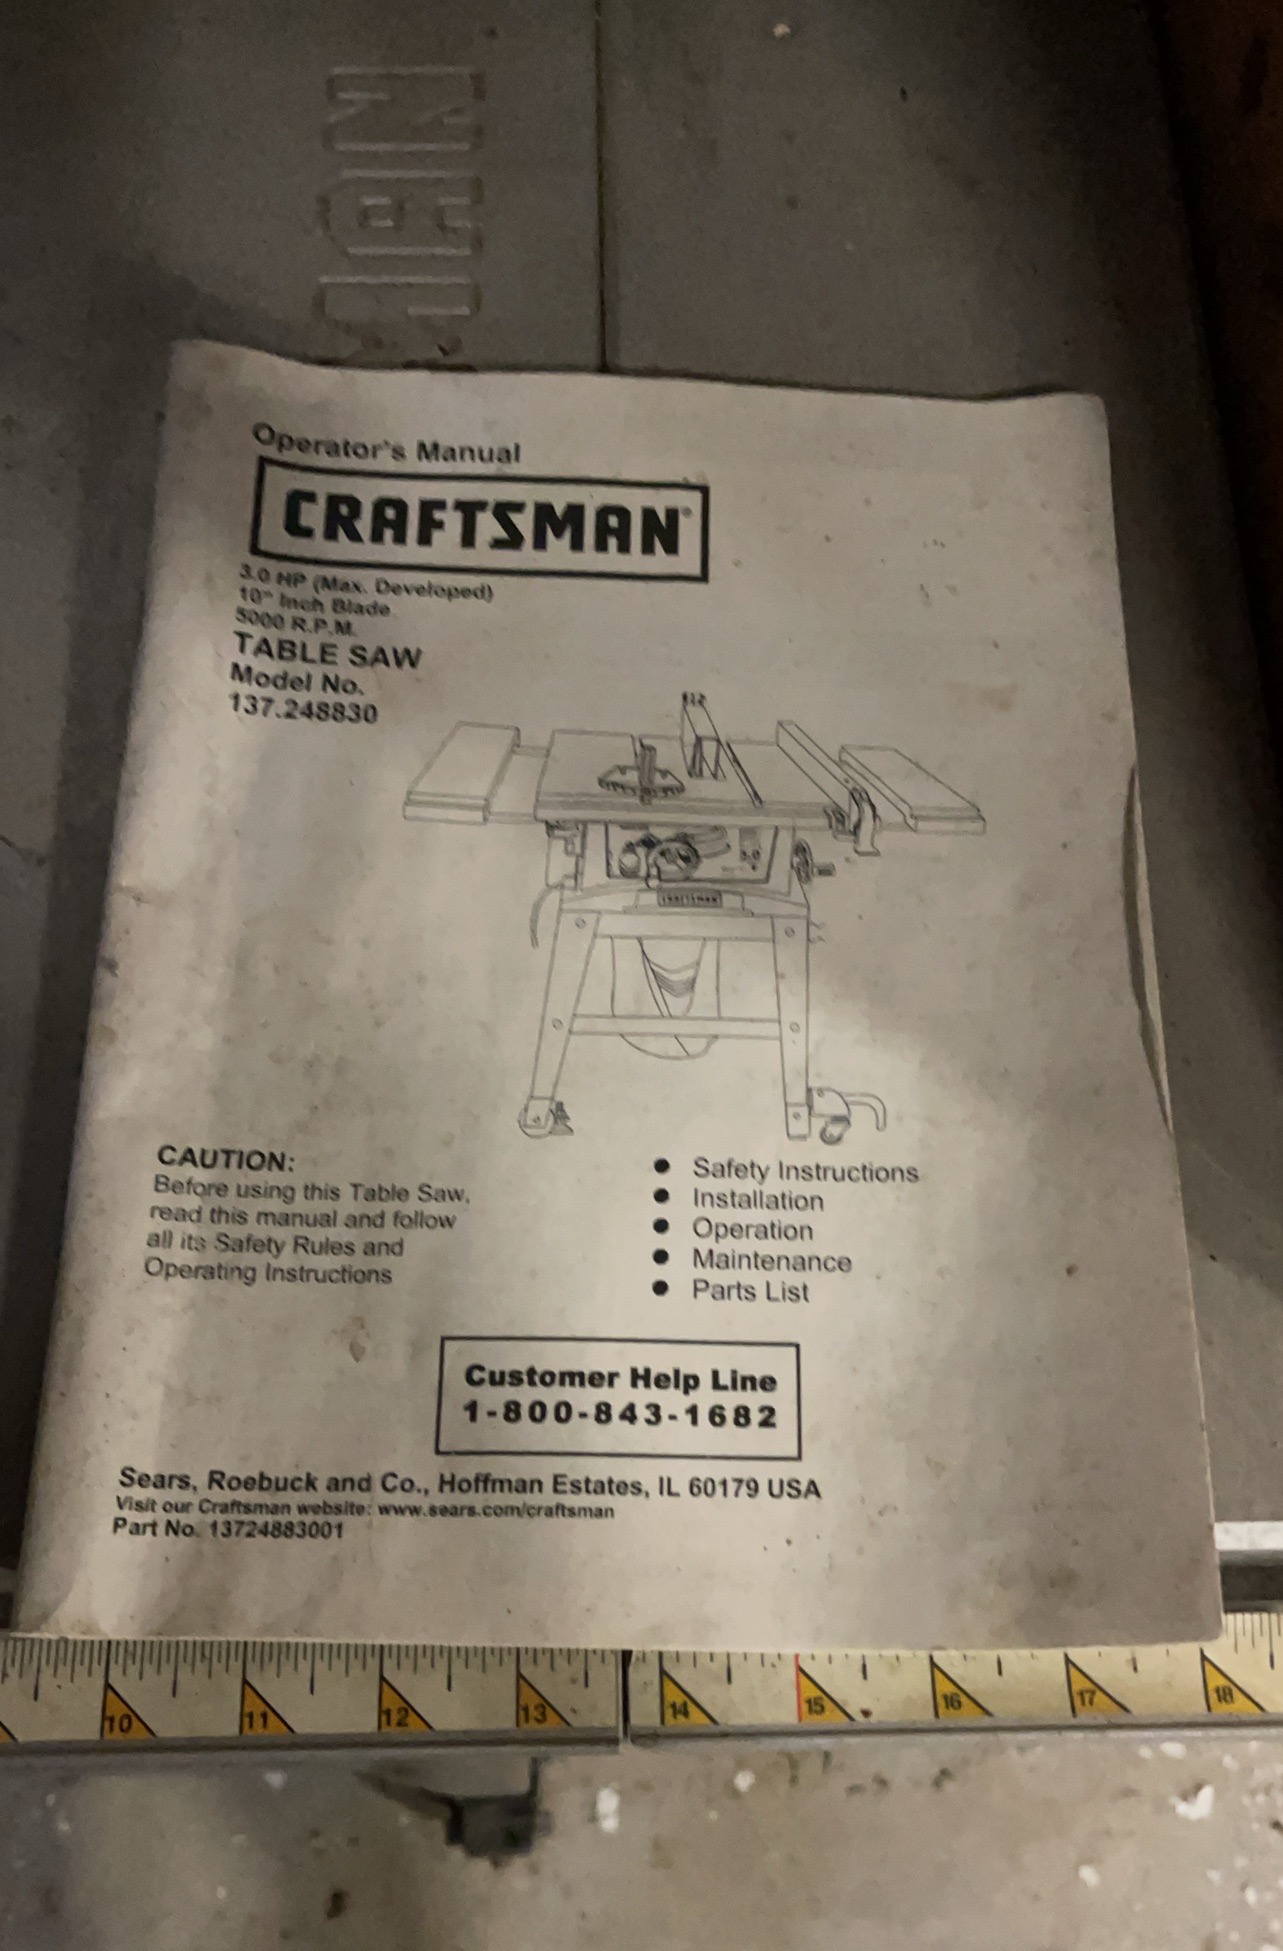 MAN
Operator's Manual
CRAFTSMAN®
3.0 HP (Max. Developed)
10" Inch Blade
5000 R.P.M.
TABLE SAW
Model No.
137.248830
CRAFTSMAN
CAUTION:
Before using this Table Saw,
read this manual and follow
all its Safety Rules and
Operating Instructions
● Safety Instructions
● Installation
● Operation
● Maintenance
● Parts List
Customer Help Line
1-800-843-1682
Sears, Roebuck and Co., Hoffman Estates, IL 60179 USA
Visit our Craftsman website: www.sears.com/craftsman
Part No. 13724883001
10 11 12 13 14 15 16 17 18